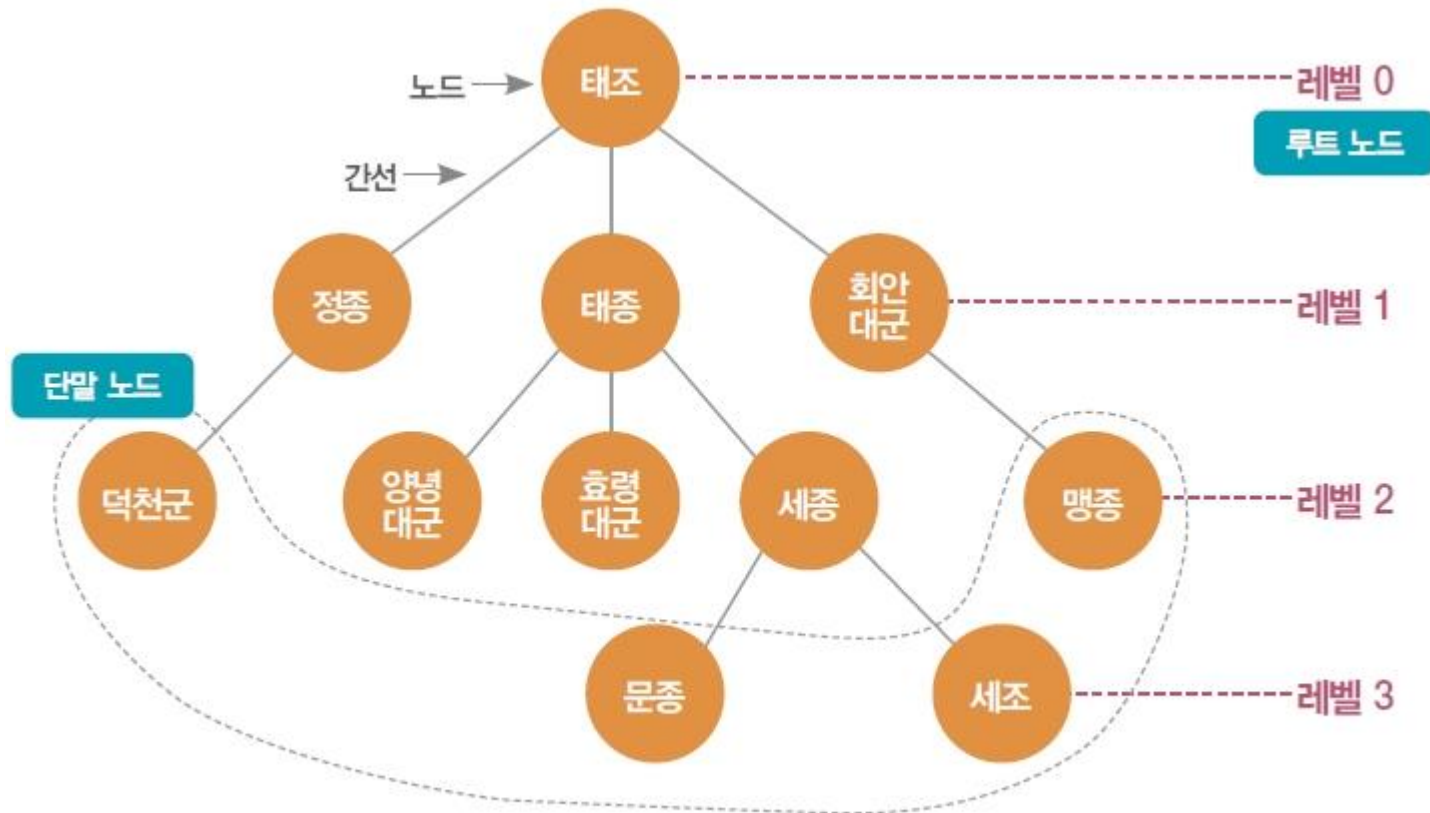 노드
태조
레벨 0
루트 노드
간선
정종
태종
회안
대군
레벨 1
단말 노드
덕천군
양녕
대군
효령
대군
세종
맹종
레벨 2
문종
세조
레벨 3